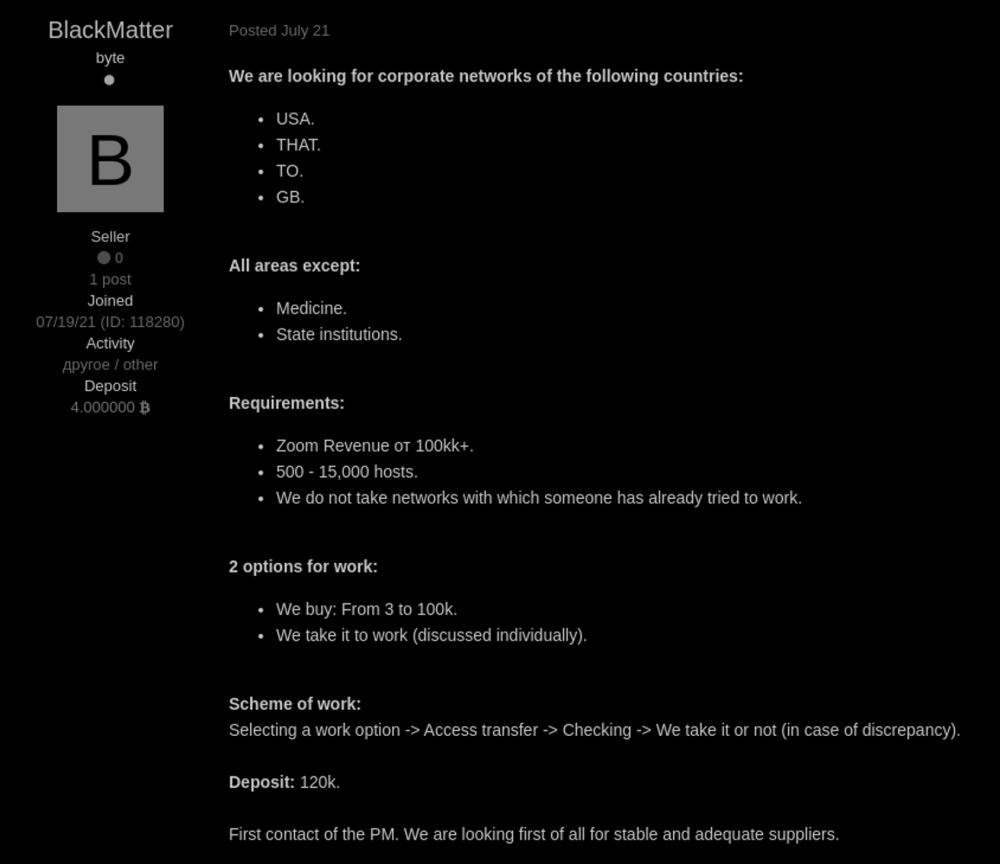 BlackMatter
byte
B
Seller
0
1 post
Joined
07/19/21 (ID: 118280)
Activity
другое / other
Deposit
4.000000 ₿
Posted July 21
We are looking for corporate networks of the following countries:
• USA.
• THAT.
• TO.
• GB.
All areas except:
• Medicine.
• State institutions.
Requirements:
• Zoom Revenue от 100kk+.
• 500 - 15,000 hosts.
• We do not take networks with which someone has already tried to work.
2 options for work:
• We buy: From 3 to 100k.
• We take it to work (discussed individually).
Scheme of work:
Selecting a work option -> Access transfer -> Checking -> We take it or not (in case of discrepancy).
Deposit: 120k.
First contact of the PM. We are looking first of all for stable and adequate suppliers.